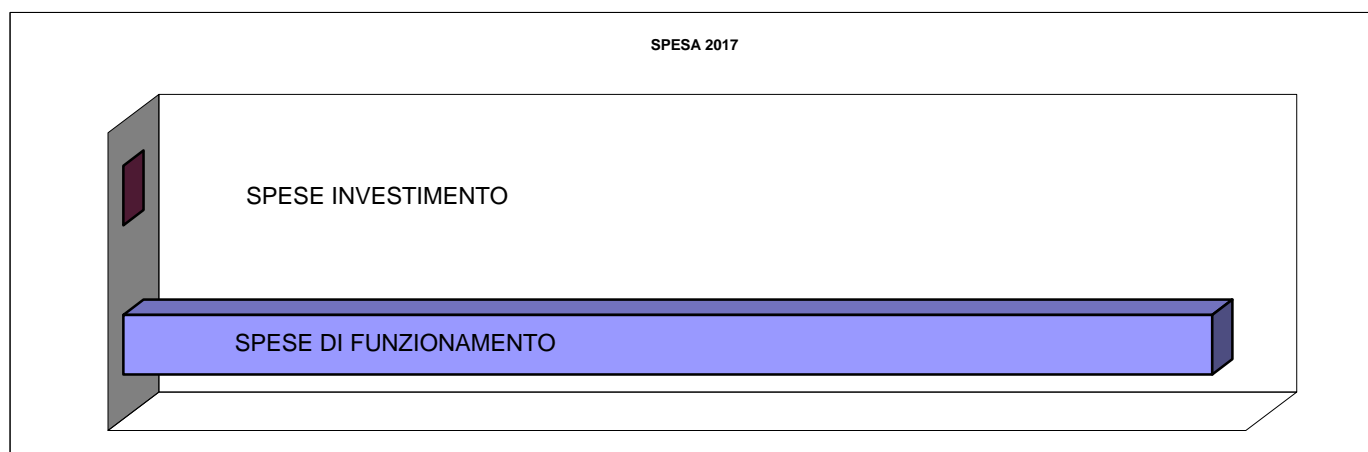 SPESA 2017
SPESE INVESTIMENTO
SPESE DI FUNZIONAMENTO